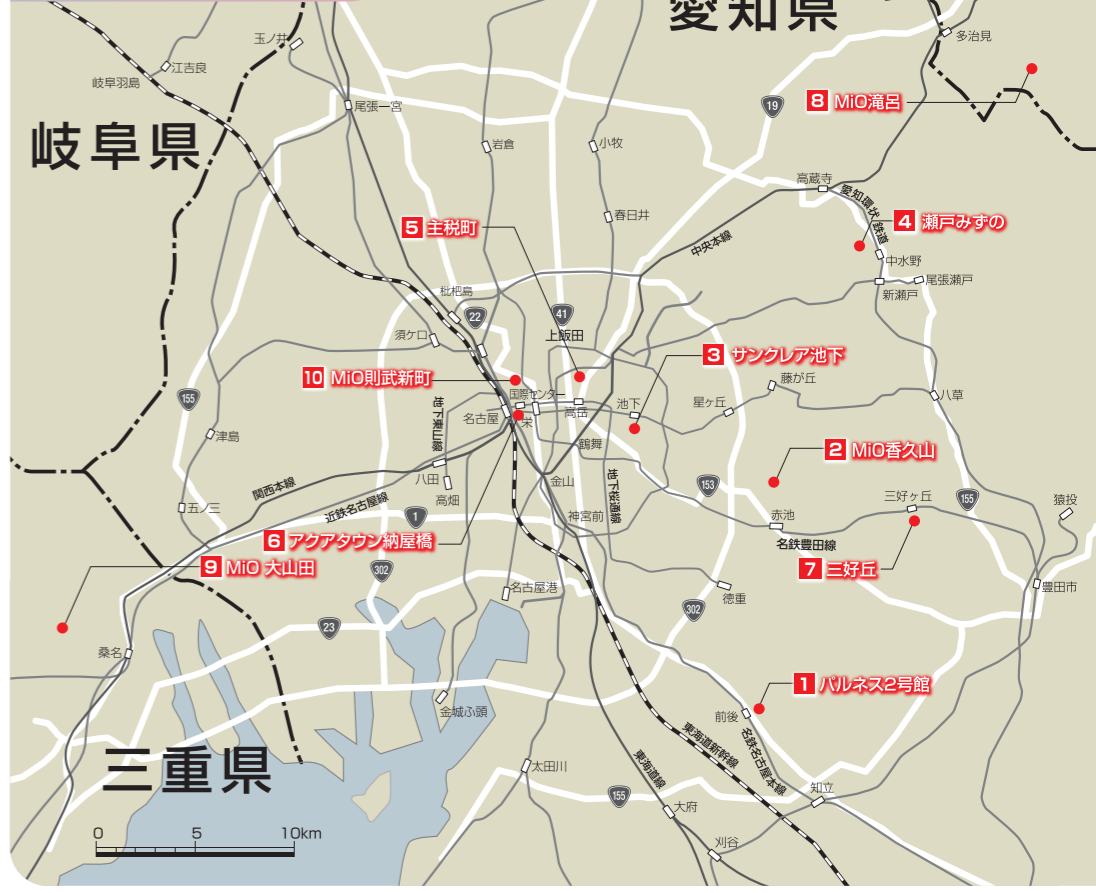 愛知県
玉ノ井
江吉良
岐阜羽島
多治見
尾張一宮
19
8 MiO滝呂
岐阜県
岩倉
小牧
高蔵寺
愛知環状鉄道
春日井
5 主税町
4 瀬戸みずの
中央本線
中水野
枇杷島
尾張瀬戸
新瀬戸
22
41
上飯田
須ケ口
3 サンクレア池下
10 MiO則武新町
藤が丘
155
国際センター
八草
地下東山線
名古屋
栄
高岳
池下
星ヶ丘
津島
鶴舞
2 MiO香久山
八田
金山
地下桜通線
153
155
関西本線
高畑
三好ヶ丘
猿投
五ノ三
近鉄名古屋線
1
神宮前
赤池
6 アクアタウン納屋橋
名鉄豊田線
9 MiO 大山田
302
7 三好丘
名古屋港
徳重
302
豊田市
23
桑名
1 パルネス2号館
金城ふ頭
前後
名鉄名古屋本線
東海道新幹線
三重県
太田川
東海道線
155
知立
大府
0 5 10km
刈谷